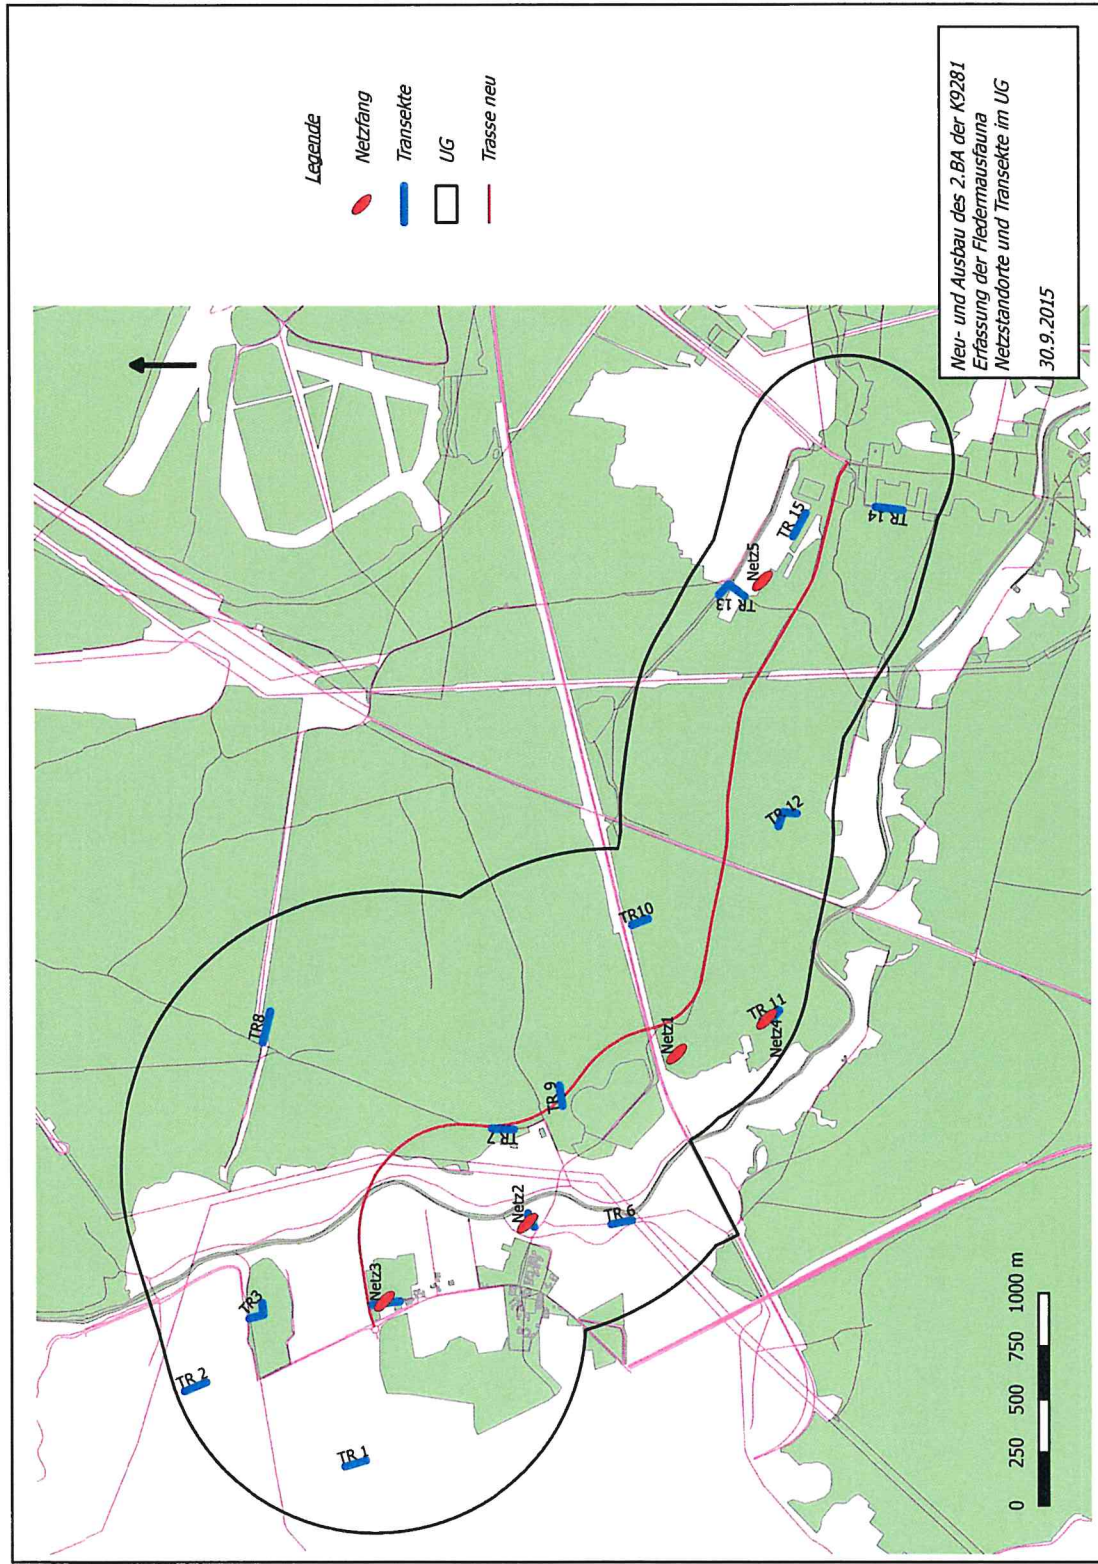 Legende
Netzfang
Transekte
UG
Trasse neu
Neu- und Ausbau des 2.BA der K9281
Erfassung der Fledermausfauna
Netzstandorte und Transekte im UG
30.9.2015
TR 1
TR 2
TR3
Netz3
Netz2
TR 6
TR 7
TR8
TR 9
TR10
Netz1
TR 11
Netz4
TR 12
TR 13
Netz5
TR 15
TR 14
0 250 500 750 1000 m